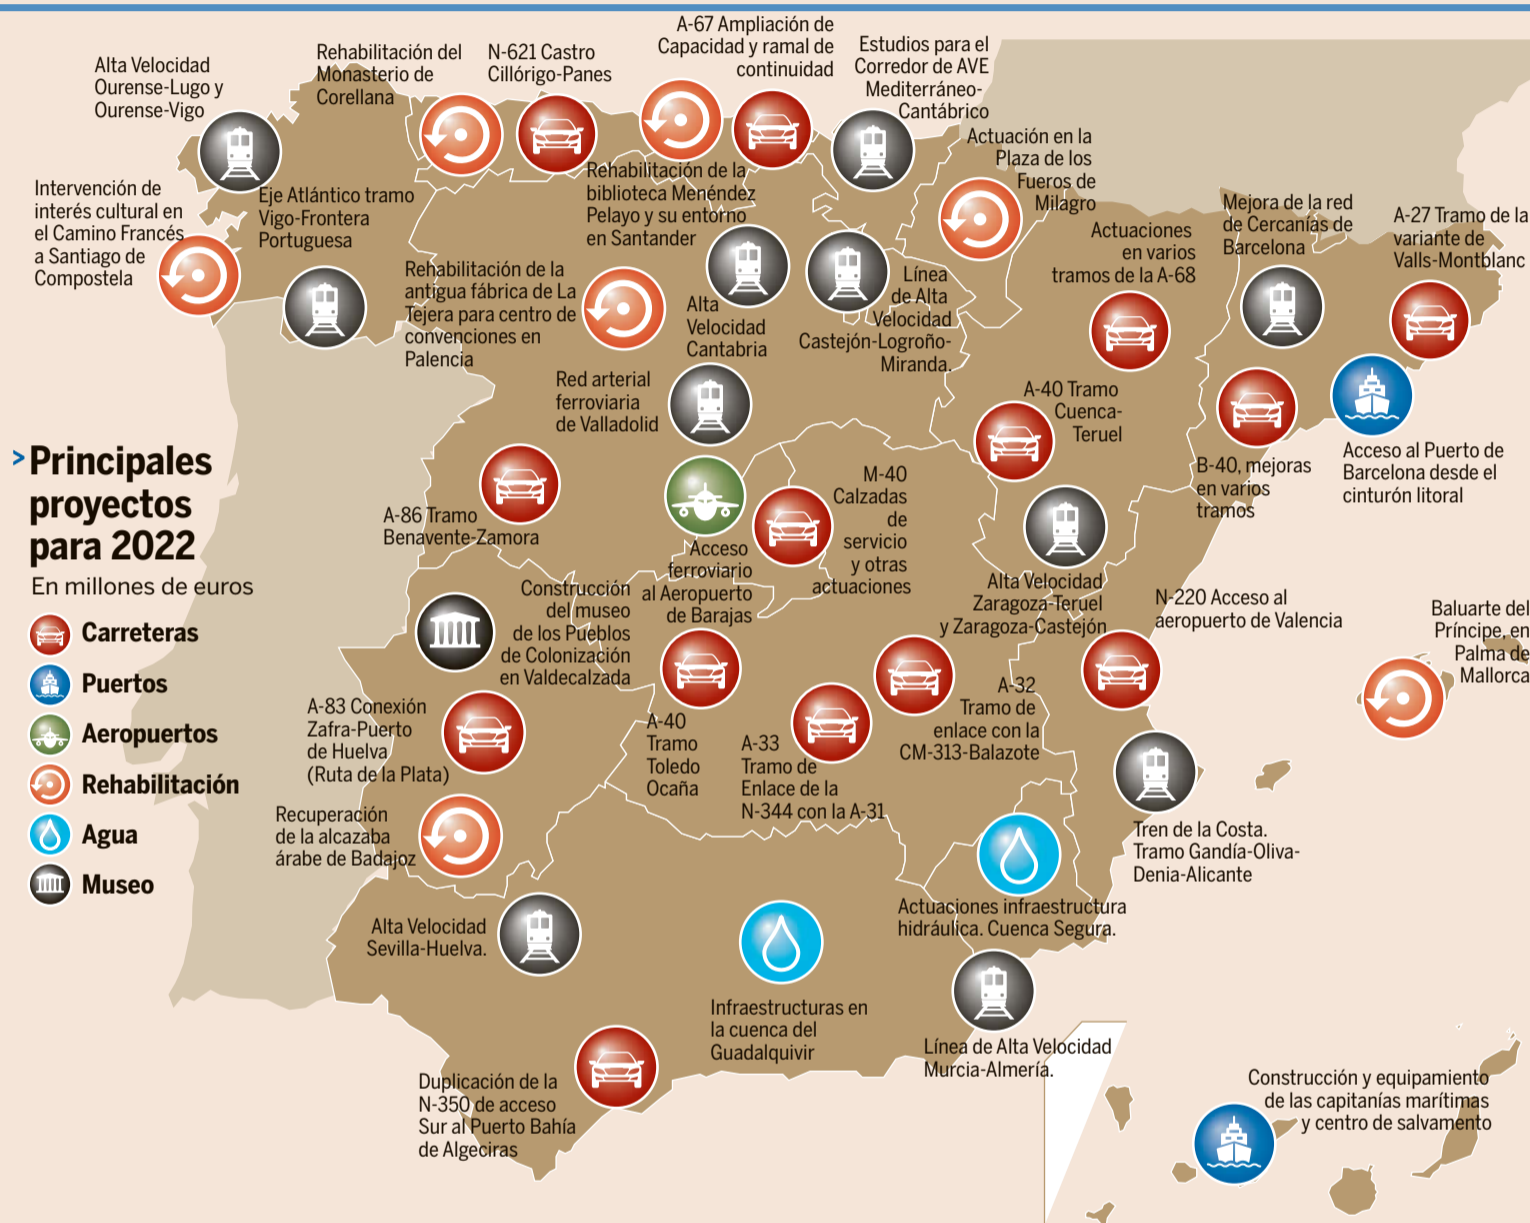 Alta Velocidad
Ourense-Lugo y
Ourense-Vigo
Rehabilitación del
Monasterio de
Corellana
N-621 Castro
Cillórigo-Panes
A-67 Ampliación de
Capacidad y ramal de
continuidad
Estudios para el
Corredor de AVE
Mediterráneo-
Cantábrico
Actuación en la
Plaza de los
Fueros de
Milagro
Intervención de
interés cultural en
el Camino Francés
a Santiago de
Compostela
Eje Atlántico tramo
Vigo-Frontera
Portuguesa
Rehabilitación de la
biblioteca Menéndez
Pelayo y su entorno
en Santander
Actuaciones
en varios
tramos de la A-68
Mejora de la red
de Cercanías de
Barcelona
A-27 Tramo de la
variante de
Valls-Montblanc
Rehabilitación de la
antigua fábrica de La
Tejera para centro de
convenciones en
Palencia
Alta
Velocidad
Cantabria
Línea
de Alta
Velocidad
Castejón-Logroño-
Miranda.
Red arterial
ferroviaria
de Valladolid
A-40 Tramo
Cuenca-
Teruel
B-40, mejoras
en varios
tramos
Acceso al Puerto de
Barcelona desde el
cinturón litoral
> Principales
proyectos
para 2022
En millones de euros
Carreteras
Puertos
Aeropuertos
Rehabilitación
Agua
Museo
A-86 Tramo
Benavente-Zamora
Acceso
ferroviario
al Aeropuerto
de Barajas
M-40
Calzadas
de
servicio
y otras
actuaciones
Alta Velocidad
Zaragoza-Teruel
y Zaragoza-Castejón
N-220 Acceso al
aeropuerto de Valencia
Baluarte del
Príncipe, en
Palma de
Mallorca
Construcción
del museo
de los Pueblos
de Colonización
en Valdecalzada
A-83 Conexión
Zafra-Puerto
de Huelva
(Ruta de la Plata)
A-40
Tramo
Toledo
Ocaña
A-33
Tramo de
Enlace de la
N-344 con la A-31
A-32
Tramo de
enlace con la
CM-313-Balazote
Recuperación
de la alcazaba
árabe de Badajoz
Tren de la Costa.
Tramo Gandía-Oliva-
Denia-Alicante
Alta Velocidad
Sevilla-Huelva.
Actuaciones infraestructura
hidráulica. Cuenca Segura.
Infraestructuras en
la cuenca del
Guadalquivir
Línea de Alta Velocidad
Murcia-Almería.
Duplicación de la
N-350 de acceso
Sur al Puerto Bahía
de Algeciras
Construcción y equipamiento
de las capitanías marítimas
y centro de salvamento